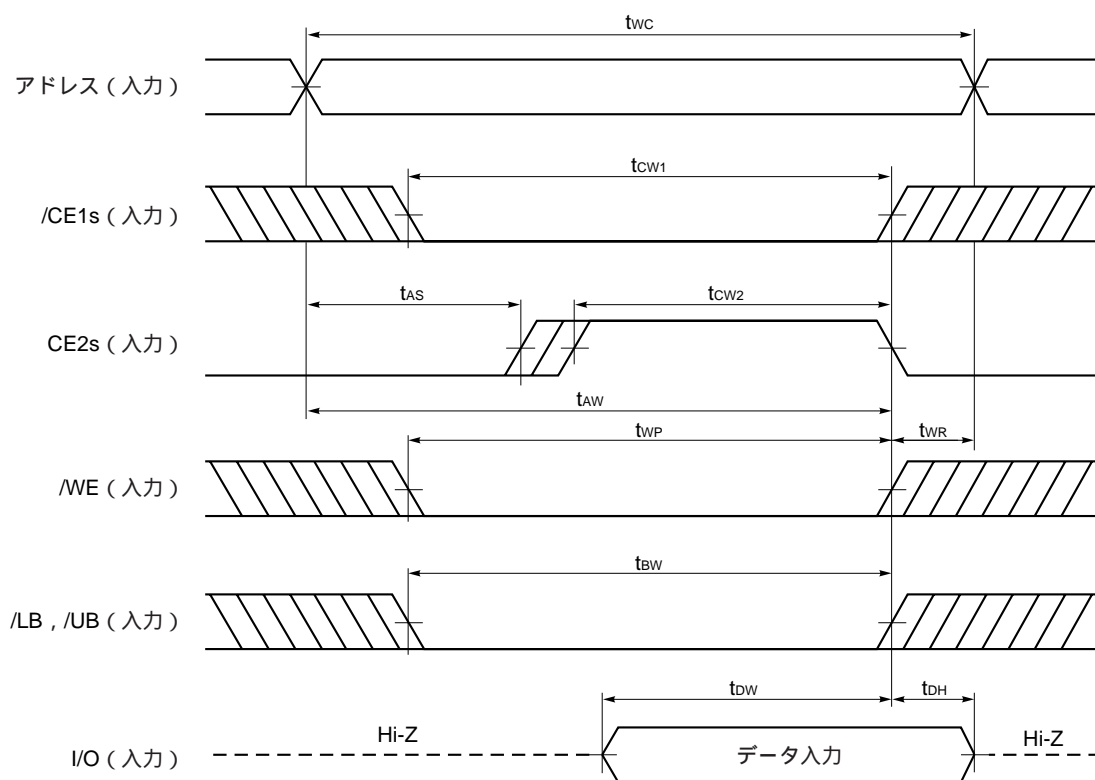 tWC
アドレス（入力）
tCW1
/CE1s（入力）
tAS
tCW2
CE2s（入力）
tAW
tWP
tWR
/WE（入力）
tBW
/LB，/UB（入力）
tDW
tDH
I/O（入力）
Hi-Z
データ入力
Hi-Z